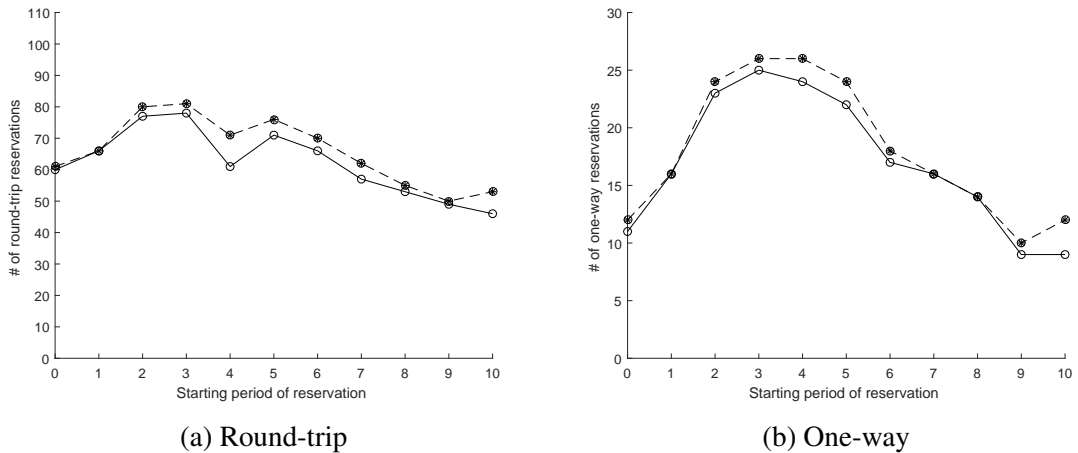 110
100
90
80
70
60
50
40
30
20
10
0
# of round-trip reservations
0 1 2 3 4 5 6 7 8 9 10
Starting period of reservation
(a) Round-trip
30
25
20
15
10
5
0
# of one-way reservations
0 1 2 3 4 5 6 7 8 9 10
Starting period of reservation
(b) One-way